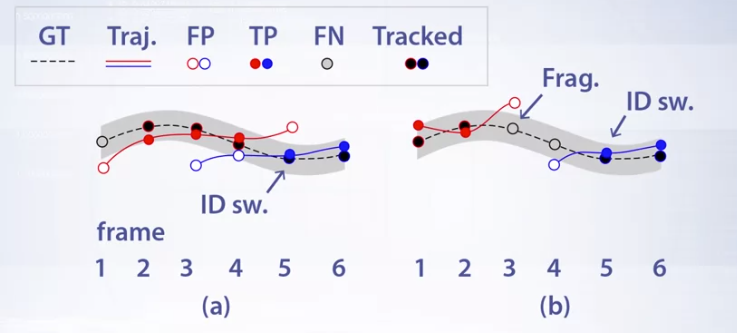 GT Traj. FP TP FN Tracked
Frag.
ID sw.
ID sw.
frame
1 2 3 4 5 6 1 2 3 4 5 6
(a) (b)